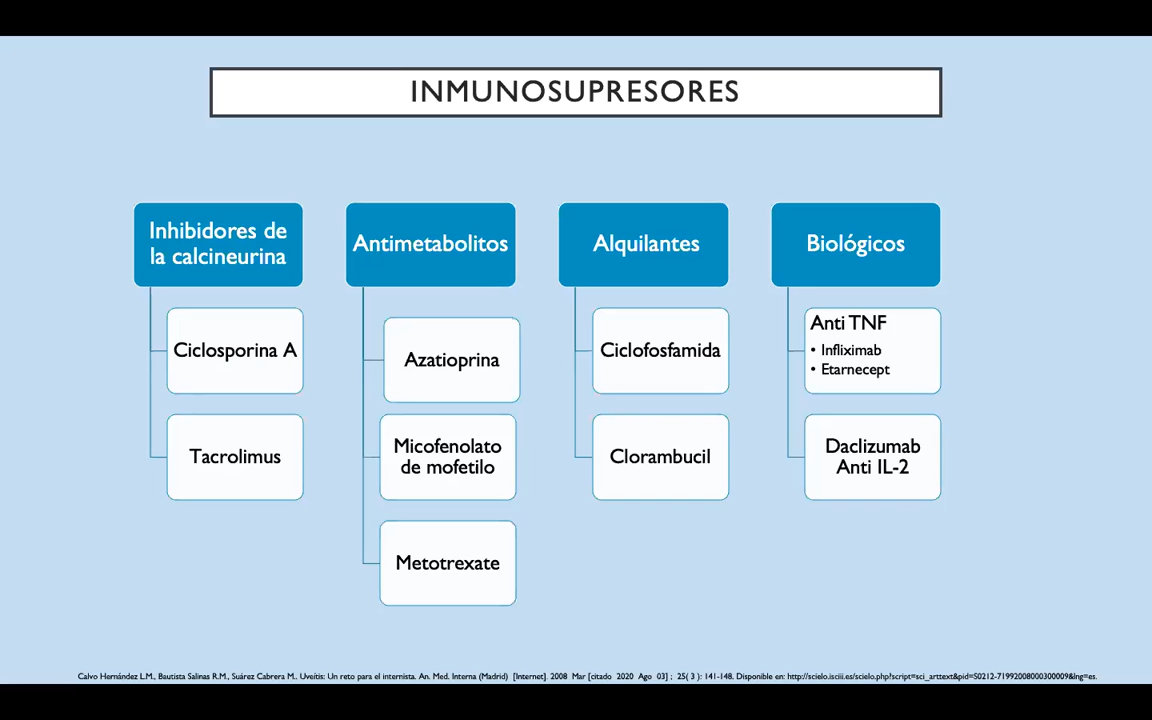 INMUNOSUPRESORES
Inhibidores de
la calcineurina
Ciclosporina A
Tacrolimus
Antimetabolitos
Azatioprina
Micofenolato
de mofetilo
Metotrexate
Alquilantes
Ciclofosfamida
Clorambucil
Biológicos
Anti TNF
• Infliximab
• Etarnecept
Daclizumab
Anti IL-2
Calvo Hernández L.M., Bautista Salinas R.M., Suárez Cabrera M.. Uveítis: Un reto para el internista. An. Med. Interna (Madrid) [Internet]. 2008 Mar [citado 2020 Ago 03] ; 25( 3 ): 141-148. Disponible en: http://scielo.isciii.es/scielo.php?script=sci_arttext&pid=S0212-71992008000300009&lng=es.